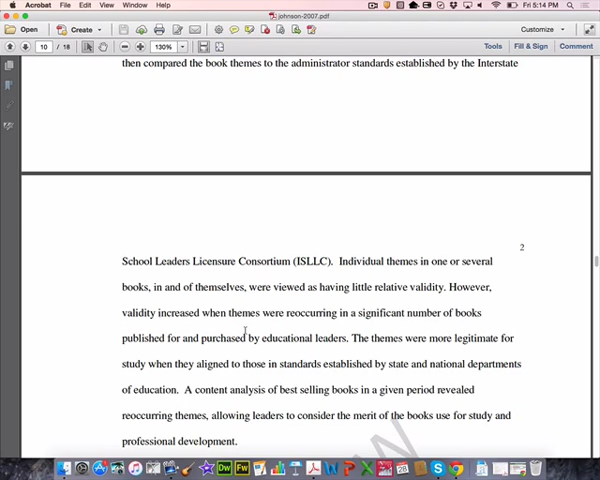 Acrobat File Edit View Window Help
Fri 5:14 PM
johnson-2007.pdf
Open Create Customize
10 / 18 130% Tools Fill & Sign Comment
then compared the book themes to the administrator standards established by the Interstate
2
School Leaders Licensure Consortium (ISLLC). Individual themes in one or several
books, in and of themselves, were viewed as having little relative validity. However,
validity increased when themes were reoccurring in a significant number of books
published for and purchased by educational leaders. The themes were more legitimate for
study when they aligned to those in standards established by state and national departments
of education. A content analysis of best selling books in a given period revealed
reoccurring themes, allowing leaders to consider the merit of the books use for study and
professional development.
W
Dw Fw
28